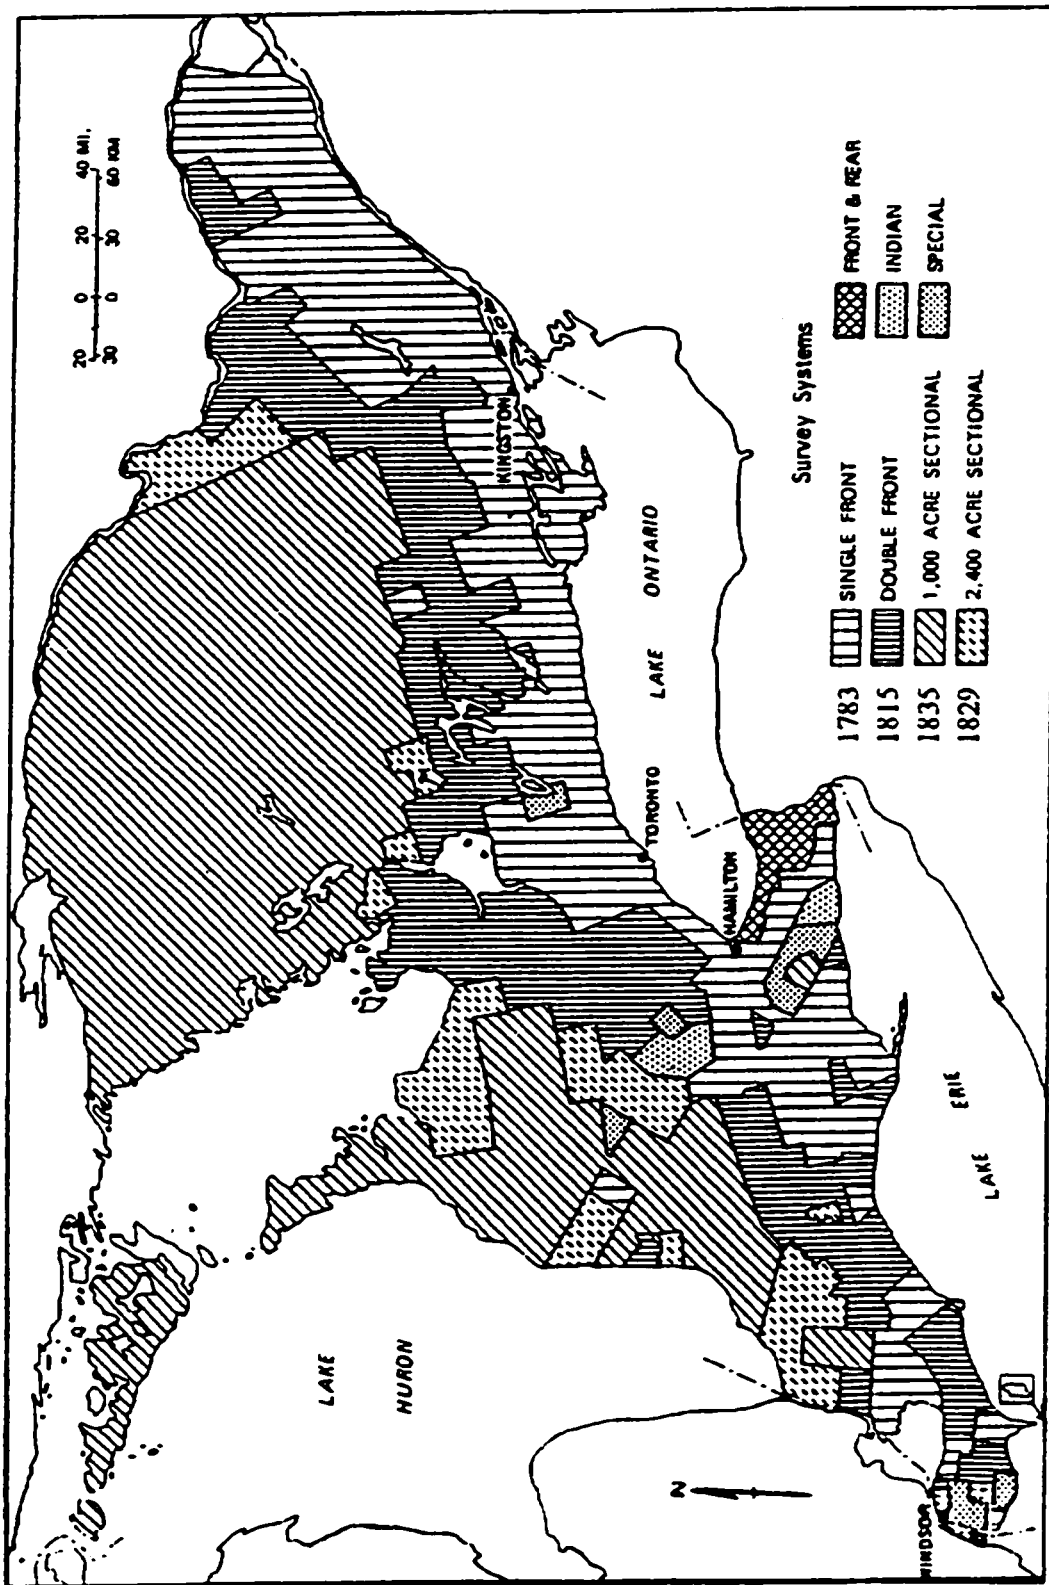 20 0 20 40 MI.
30 0 30 60 KM
KINGSTON
LAKE ONTARIO
TORONTO
HAMILTON
LAKE ERIE
LAKE
HURON
N
WINDSOR
Survey Systems
1783 SINGLE FRONT
1815 DOUBLE FRONT
1835 1,000 ACRE SECTIONAL
1829 2,400 ACRE SECTIONAL
FRONT & REAR
INDIAN
SPECIAL